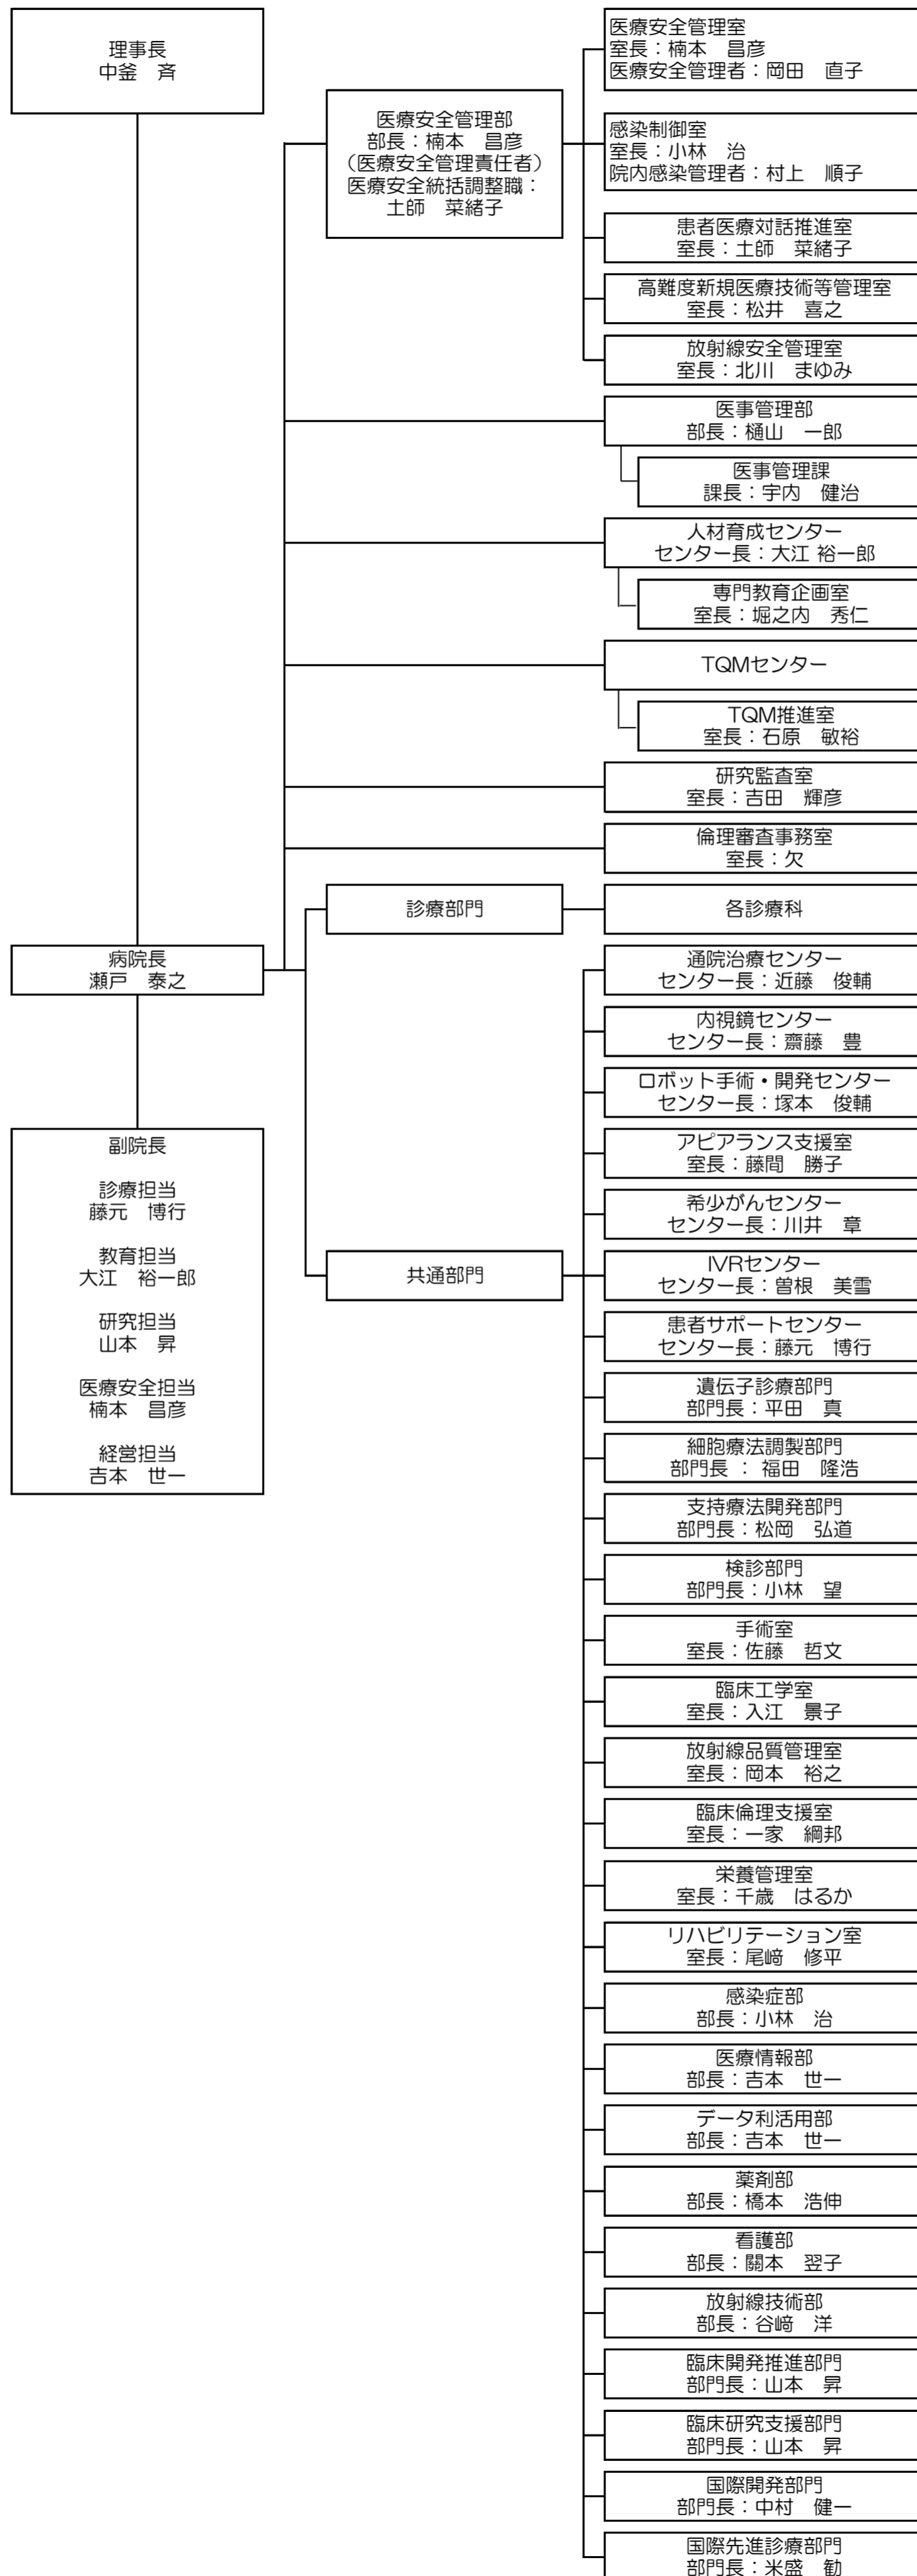 理事長
中釜　斉
医療安全管理部
部長：楠本　昌彦
（医療安全管理責任者）
医療安全統括調整職：
土師　菜緒子
医療安全管理室
室長：楠本　昌彦
医療安全管理者：岡田　直子
感染制御室
室長：小林　治
院内感染管理者：村上　順子
患者医療対話推進室
室長：土師　菜緒子
高難度新規医療技術等管理室
室長：松井　喜之
放射線安全管理室
室長：北川　まゆみ
医事管理部
部長：樋山　一郎
医事管理課
課長：宇内　健治
人材育成センター
センター長：大江 裕一郎
専門教育企画室
室長：堀之内　秀仁
TQMセンター
TQM推進室
室長：石原　敏裕
研究監査室
室長：吉田　輝彦
倫理審査事務室
室長：欠
診療部門
各診療科
病院長
瀬戸　泰之
副院長
診療担当
藤元　博行
教育担当
大江　裕一郎
研究担当
山本　昇
医療安全担当
楠本　昌彦
経営担当
吉本　世一
共通部門
通院治療センター
センター長：近藤　俊輔
内視鏡センター
センター長：齋藤　豊
ロボット手術・開発センター
センター長：塚本　俊輔
アピアランス支援室
室長：藤間　勝子
希少がんセンター
センター長：川井　章
IVRセンター
センター長：曽根　美雪
患者サポートセンター
センター長：藤元　博行
遺伝子診療部門
部門長：平田　真
細胞療法調製部門
部門長 ： 福田　隆浩
支持療法開発部門
部門長：松岡　弘道
検診部門
部門長：小林　望
手術室
室長：佐藤　哲文
臨床工学室
室長：入江　景子
放射線品質管理室
室長：岡本　裕之
臨床倫理支援室
室長：一家　綱邦
栄養管理室
室長：千歳　はるか
リハビリテーション室
室長：尾﨑　修平
感染症部
部長：小林　治
医療情報部
部長：吉本　世一
データ利活用部
部長：吉本　世一
薬剤部
部長：橋本　浩伸
看護部
部長：關本　翌子
放射線技術部
部長：谷﨑　洋
臨床開発推進部門
部門長：山本　昇
臨床研究支援部門
部門長：山本　昇
国際開発部門
部門長：中村　健一
国際先進診療部門
部門長：米盛　勧